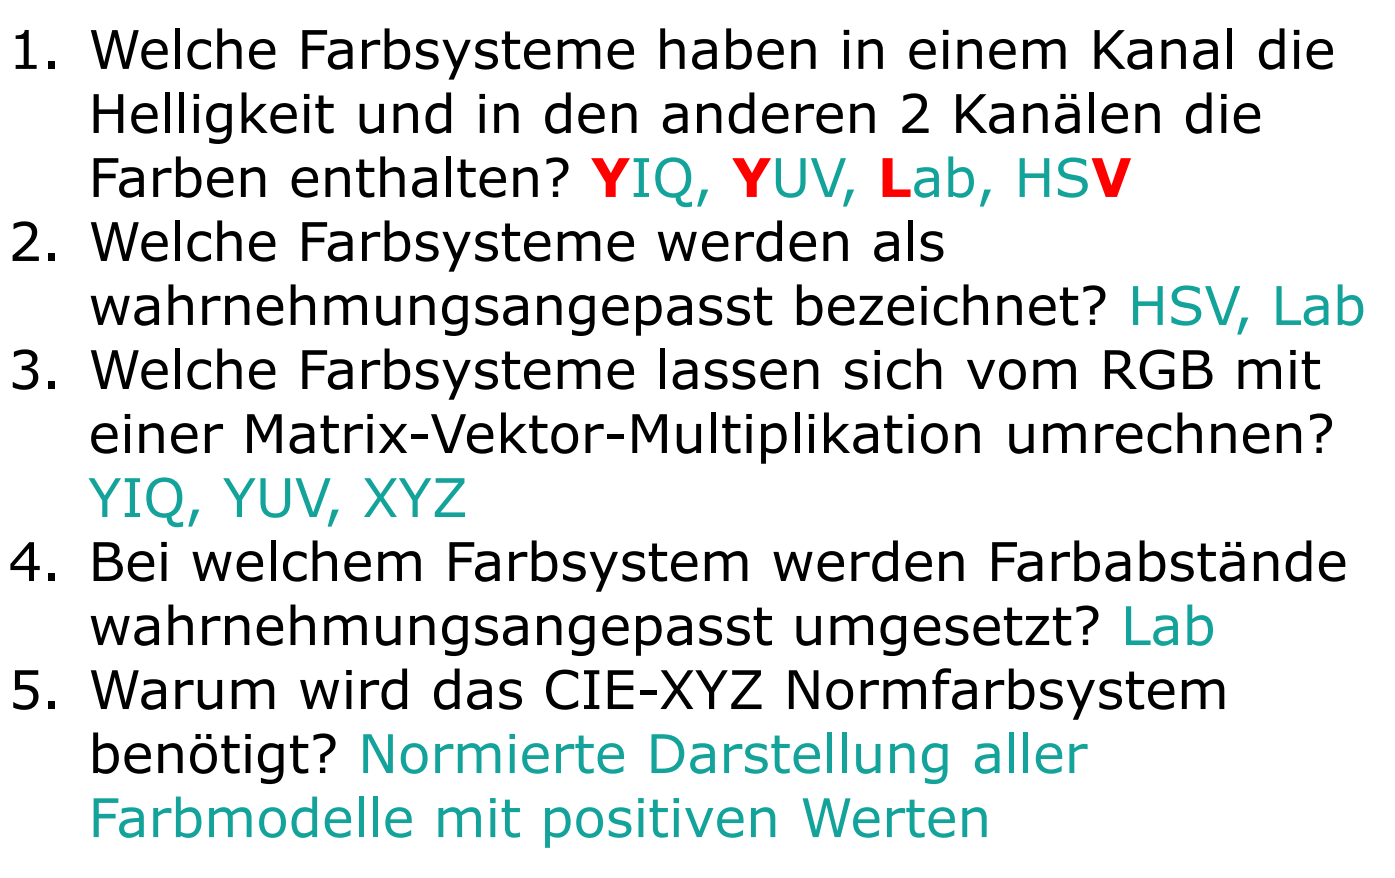 1. Welche Farbsysteme haben in einem Kanal die
Helligkeit und in den anderen 2 Kanälen die
Farben enthalten? YIQ, YUV, Lab, HSV
2. Welche Farbsysteme werden als
wahrnehmungsangepasst bezeichnet? HSV, Lab
3. Welche Farbsysteme lassen sich vom RGB mit
einer Matrix-Vektor-Multiplikation umrechnen?
YIQ, YUV, XYZ
4. Bei welchem Farbsystem werden Farbabstände
wahrnehmungsangepasst umgesetzt? Lab
5. Warum wird das CIE-XYZ Normfarbsystem
benötigt? Normierte Darstellung aller
Farbmodelle mit positiven Werten